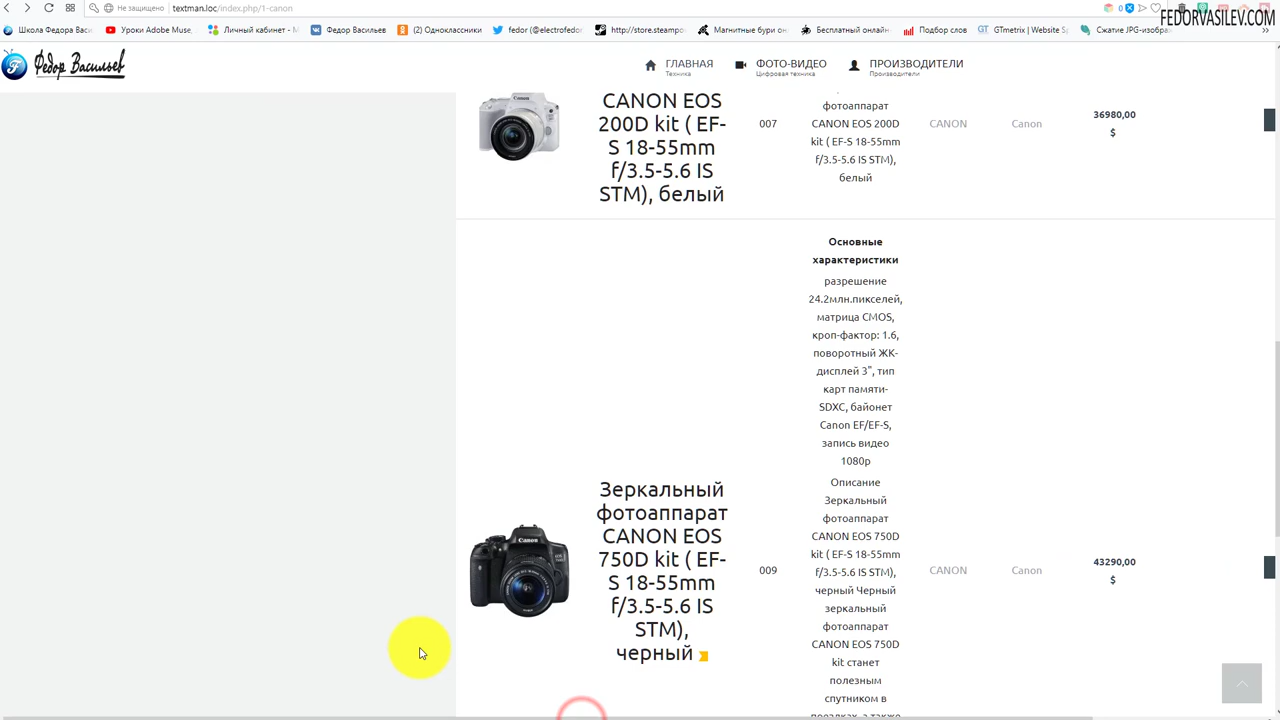 textman.loc/index.php/1-canon
FEDORVASILEV.COM
Школа Федора Васи
Уроки Adobe Muse,
Личный кабинет - М
Федор Васильев
(2) Одноклассники
fedor (@electrofedor
http://store.steampo
Магнитные бури он
Бесплатный онлайн
Подбор слов
GTmetrix | Website S
Сжатие JPG-изобра
Не защищено
0
Федор Васильев
ГЛАВНАЯ
Техника
ФОТО-ВИДЕО
Цифровая техника
ПРОИЗВОДИТЕЛИ
Производители
CANON EOS
200D kit ( EF-
S 18-55mm
f/3.5-5.6 IS
STM), белый
007
фотоаппарат
CANON EOS 200D
kit ( EF-S 18-55mm
f/3.5-5.6 IS STM),
белый
CANON
Canon
36980,00
$
Зеркальный
фотоаппарат
CANON EOS
750D kit ( EF-
S 18-55mm
f/3.5-5.6 IS
STM),
черный
009
Основные
характеристики
разрешение
24.2млн.пикселей,
матрица CMOS,
кроп-фактор: 1.6,
поворотный ЖК-
дисплей 3", тип
карт памяти-
SDXC, байонет
Canon EF/EF-S,
запись видео
1080p
Описание
Зеркальный
фотоаппарат
CANON EOS 750D
kit ( EF-S 18-55mm
f/3.5-5.6 IS STM),
черный Черный
зеркальный
фотоаппарат
CANON EOS 750D
kit станет
полезным
спутником в
поездках, а также
CANON
Canon
43290,00
$